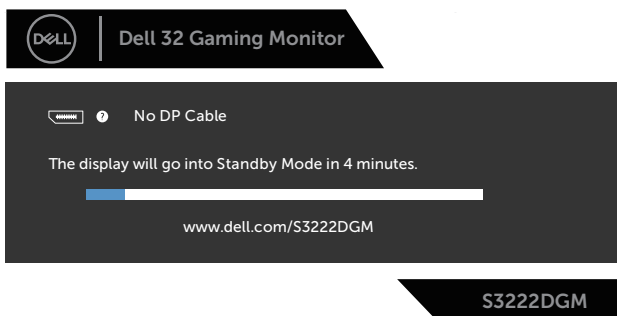 DELL
Dell 32 Gaming Monitor
? No DP Cable
The display will go into Standby Mode in 4 minutes.
www.dell.com/S3222DGM
S3222DGM